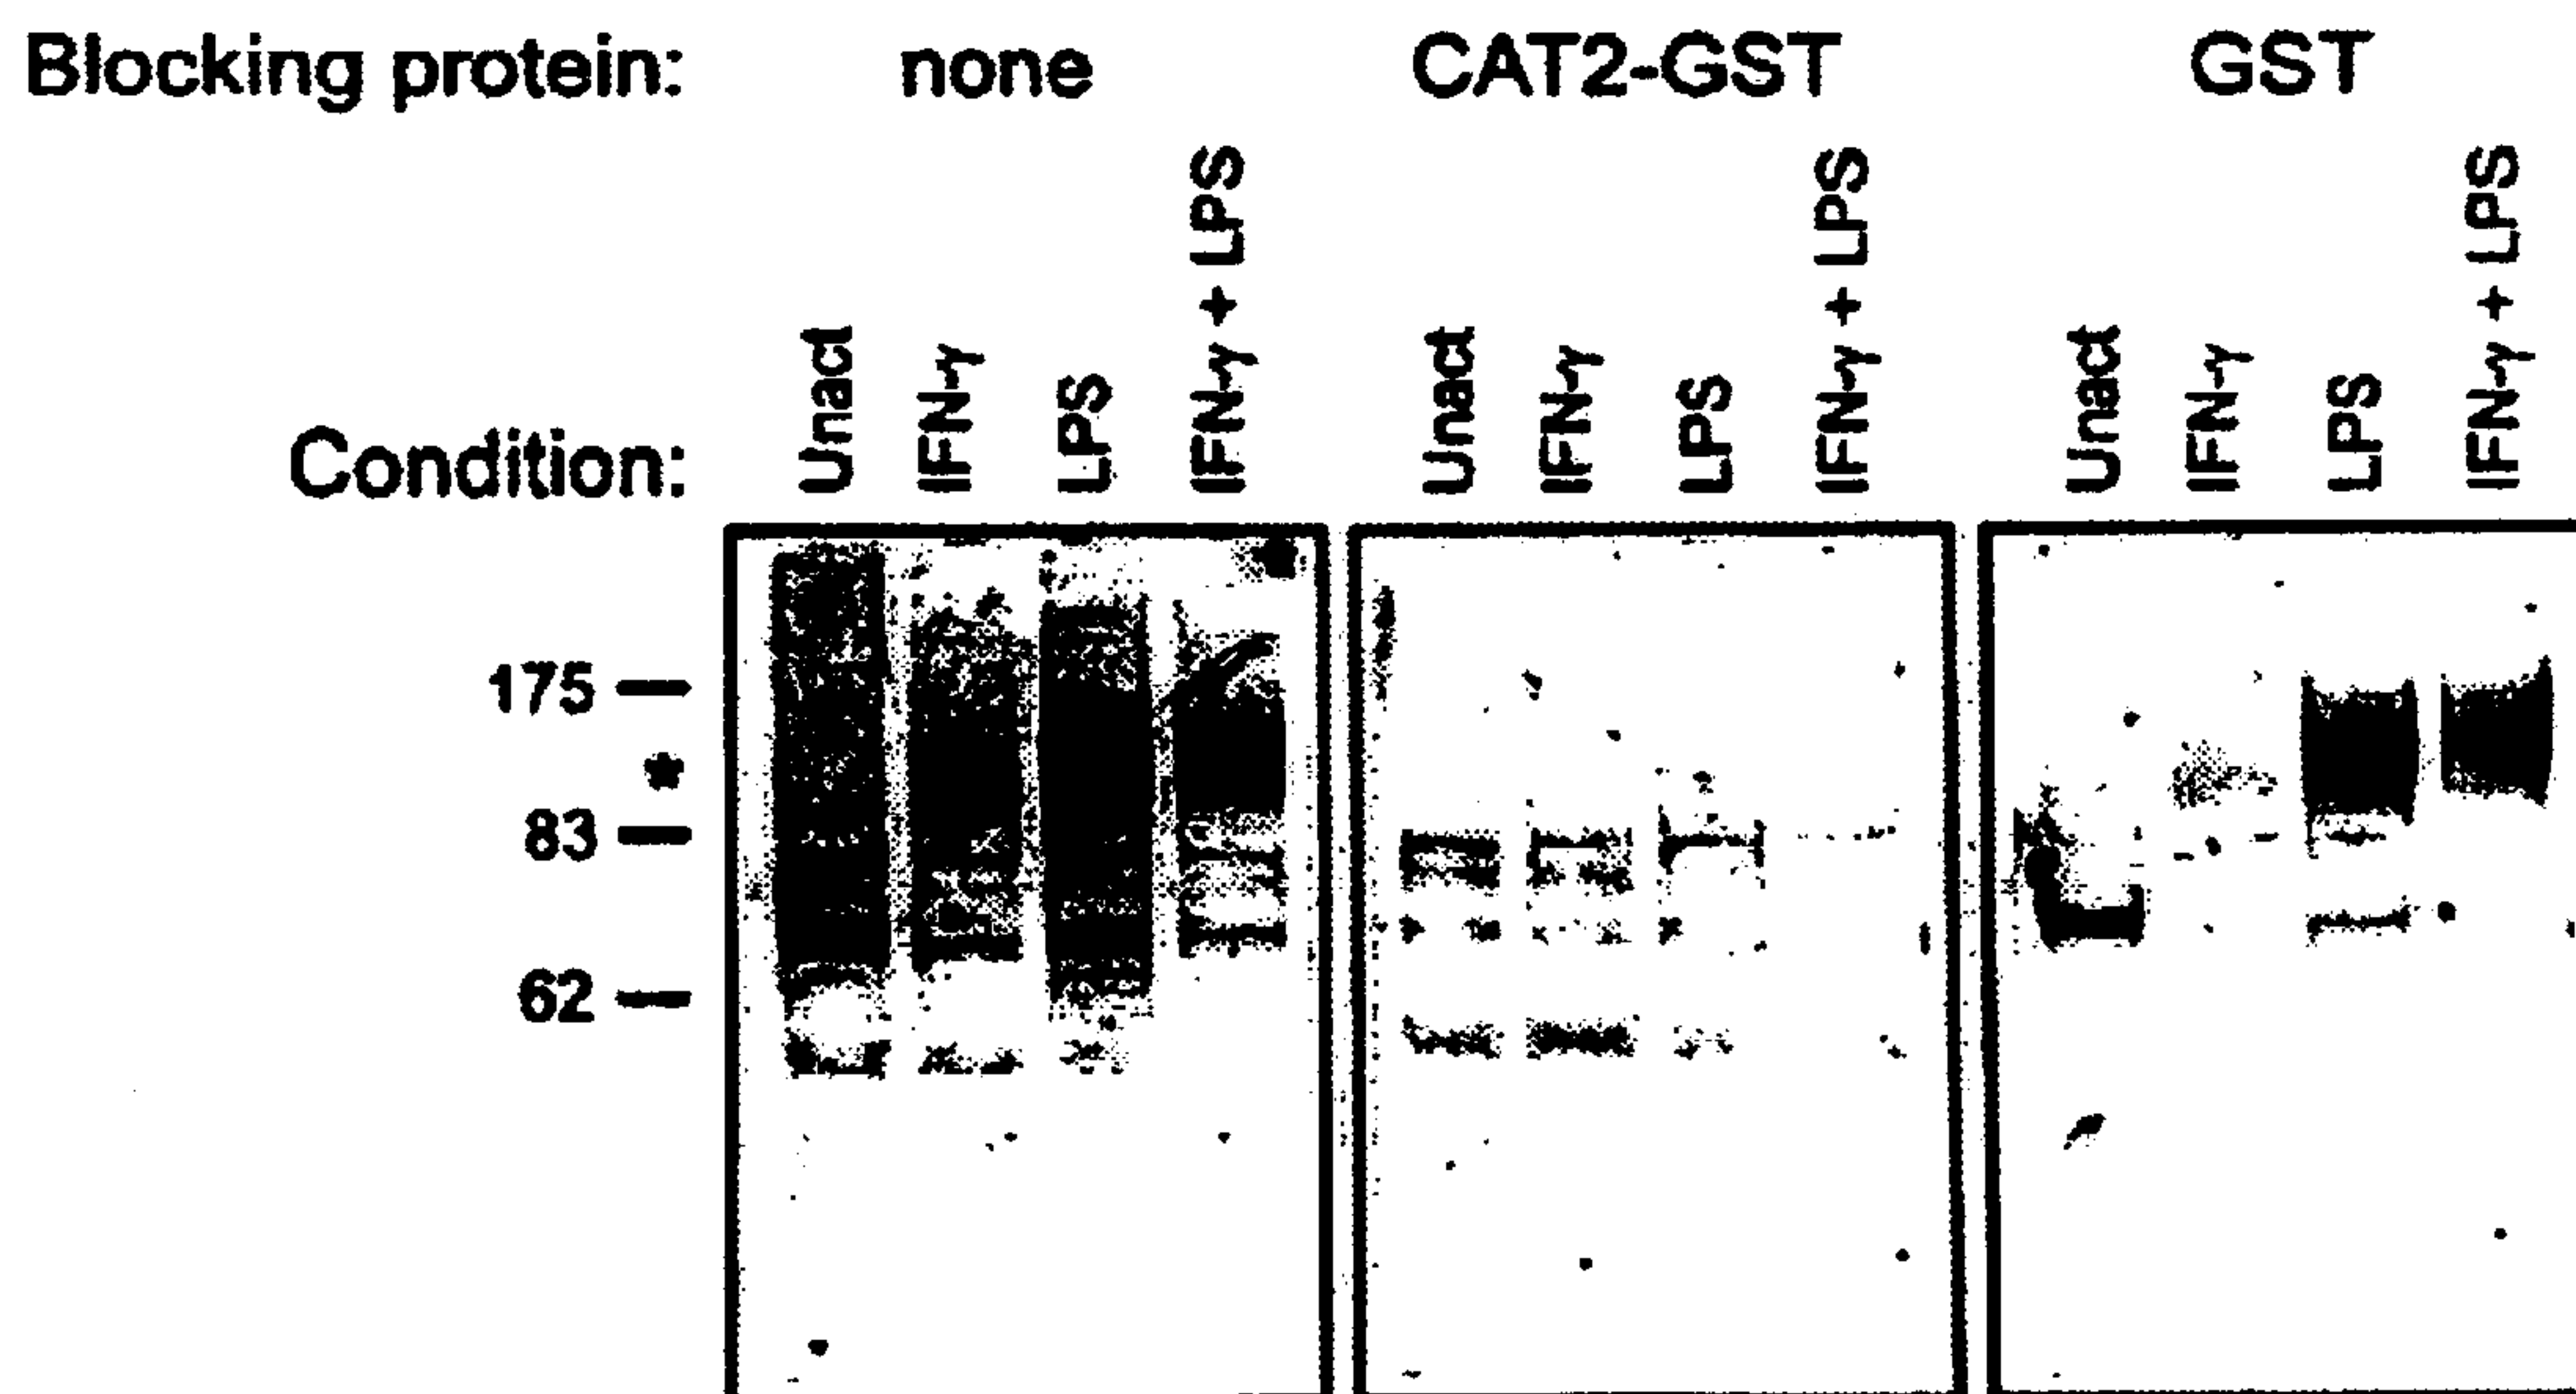 Blocking protein: none CAT2-GST GST
Condition: Unact IFN-γ LPS IFN-γ + LPS Unact IFN-γ LPS IFN-γ + LPS Unact IFN-γ LPS IFN-γ + LPS
175
*
83
62